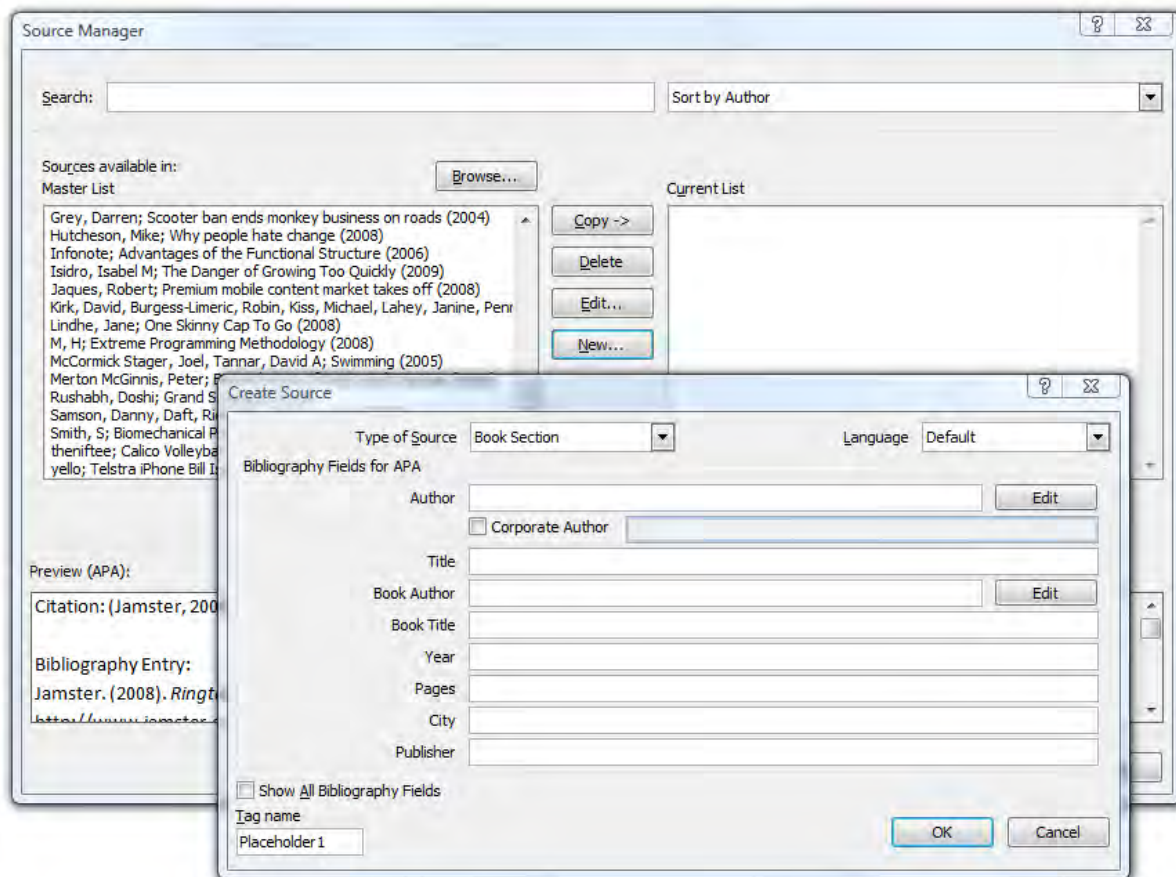 Source Manager
Search:
Sort by Author
Sources available in:
Master List
Browse...
Current List
Grey, Darren; Scooter ban ends monkey business on roads (2004)
Hutcheson, Mike; Why people hate change (2008)
Infonote; Advantages of the Functional Structure (2006)
Isidro, Isabel M; The Danger of Growing Too Quickly (2009)
Jaques, Robert; Premium mobile content market takes off (2008)
Kirk, David, Burgess-Limeric, Robin, Kiss, Michael, Lahey, Janine, Penr
Lindhe, Jane; One Skinny Cap To Go (2008)
M, H; Extreme Programming Methodology (2008)
McCormick Stager, Joel, Tannar, David A; Swimming (2005)
Merton McGinnis, Peter;
Rushabh, Doshi; Grand S
Samson, Danny, Daft,
Smith, S; Biomechanical P
theniftee; Calico Volleyba
yello; Telstra iPhone Bill
Copy ->
Delete
Edit...
New...
Preview (APA):
Citation: (Jamster, 200
Bibliography Entry:
Jamster. (2008). Ringt
Create Source
Type of Source
Book Section
Language
Default
Bibliography Fields for APA
Author
Edit
Corporate Author
Title
Book Author
Edit
Book Title
Year
Pages
City
Publisher
Show All Bibliography Fields
Tag name
Placeholder1
OK
Cancel